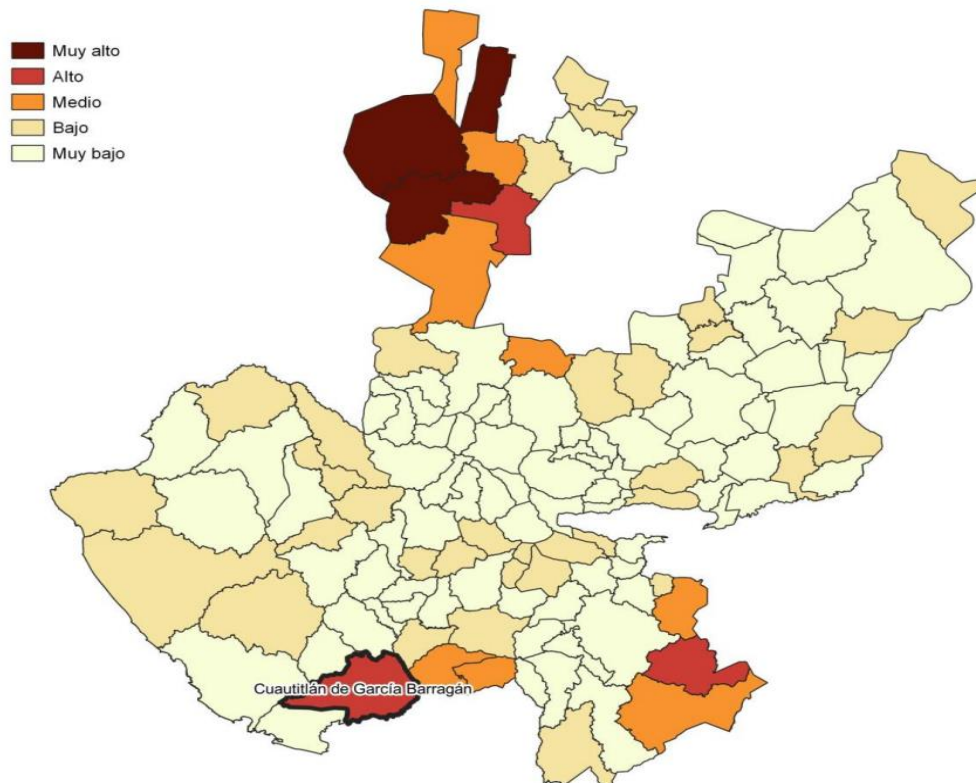 Muy alto
Alto
Medio
Bajo
Muy bajo
Cuautitlán de García Barragán